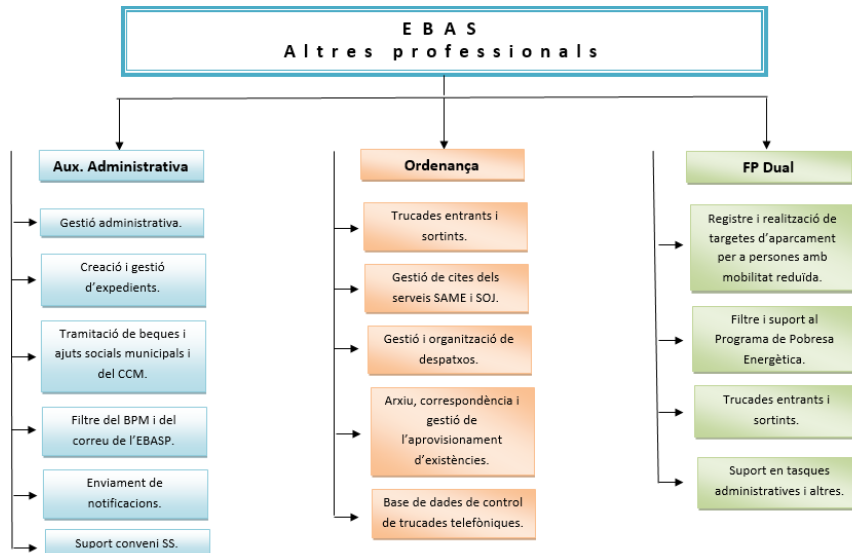 EBAS
Altres professionals
Aux. Administrativa
Gestió administrativa.
Creació i gestió
d'expedients.
Tramitació de beques i
ajuts socials municipals i
del CCM.
Filtre del BPM i del
correu de l'EBASP.
Enviament de
notificacions.
Suport conveni SS.
Ordenança
Trucades entrants i
sortints.
Gestió de cites dels
serveis SAME i SOJ.
Gestió i organització de
despatxos.
Arxiu, correspondència i
gestió de
l'aprovisionament
d'existències.
Base de dades de control
de trucades telefòniques.
FP Dual
Registre i realització de
targetes d'aparcament
per a persones amb
mobilitat reduïda.
Filtre i suport al
Programa de Pobresa
Energètica.
Trucades entrants i
sortints.
Suport en tasques
administratives i altres.